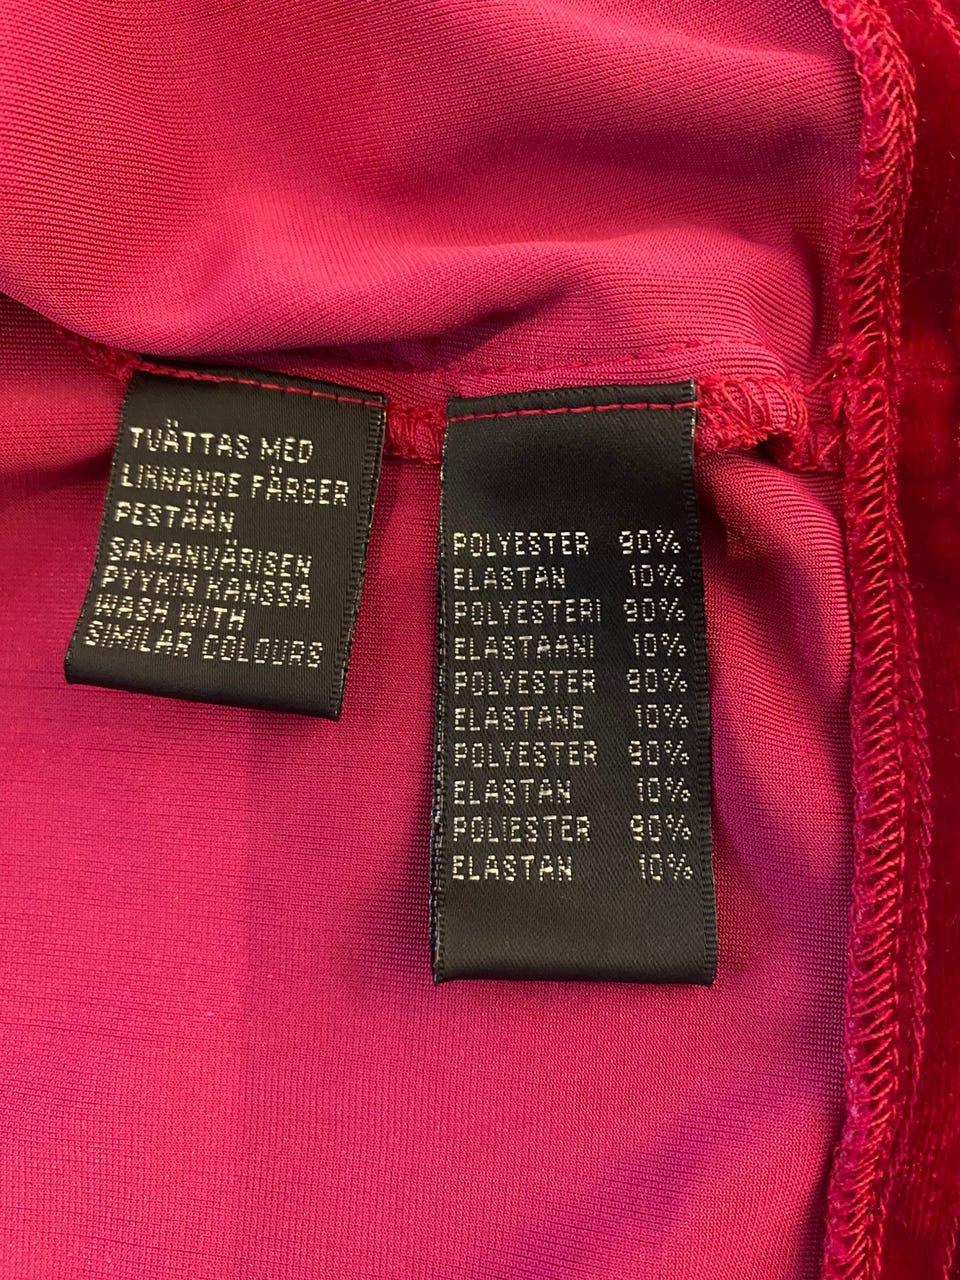 TVÄTTAS MED
LIKNANDE FÄRGER
PESTÄÄN
SAMANVÄRISEN
PYYKIN KANSSA
WASH WITH
SIMILAR COLOURS
POLYESTER 90%
ELASTAN 10%
POLYESTERI 90%
ELASTAANI 10%
POLYESTER 90%
ELASTANE 10%
POLYESTER 90%
ELASTAN 10%
POLIESTER 90%
ELASTAN 10%